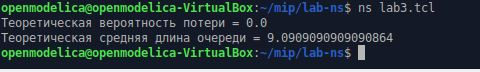 openmodelica@openmodelica-VirtualBox:~/mip/lab-ns$ ns lab3.tcl
Теоретическая вероятность потери = 0.0
Теоретическая средняя длина очереди = 9.0909090909090864
openmodelica@openmodelica-VirtualBox:~/mip/lab-ns$